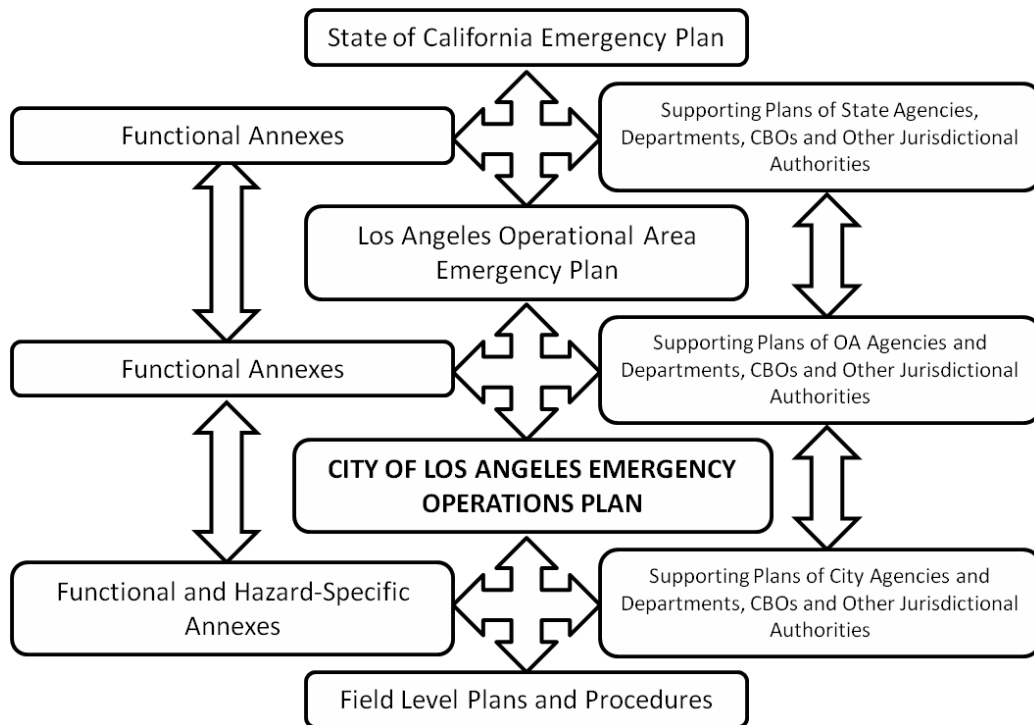 State of California Emergency Plan
Functional Annexes
Supporting Plans of State Agencies,
Departments, CBOs and Other Jurisdictional
Authorities
Los Angeles Operational Area
Emergency Plan
Functional Annexes
Supporting Plans of OA Agencies and
Departments, CBOs and Other Jurisdictional
Authorities
CITY OF LOS ANGELES EMERGENCY
OPERATIONS PLAN
Functional and Hazard-Specific
Annexes
Supporting Plans of City Agencies and
Departments, CBOs and Other Jurisdictional
Authorities
Field Level Plans and Procedures